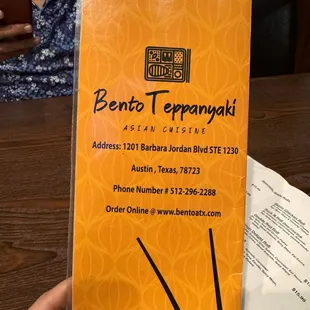 Bento Teppanyaki
ASIAN CUISINE
Address: 1201 Barbara Jordan Blvd STE 1230
Austin , Texas, 78723
Phone Number # 512-296-2288
Order Online @ www.bentoatx.com